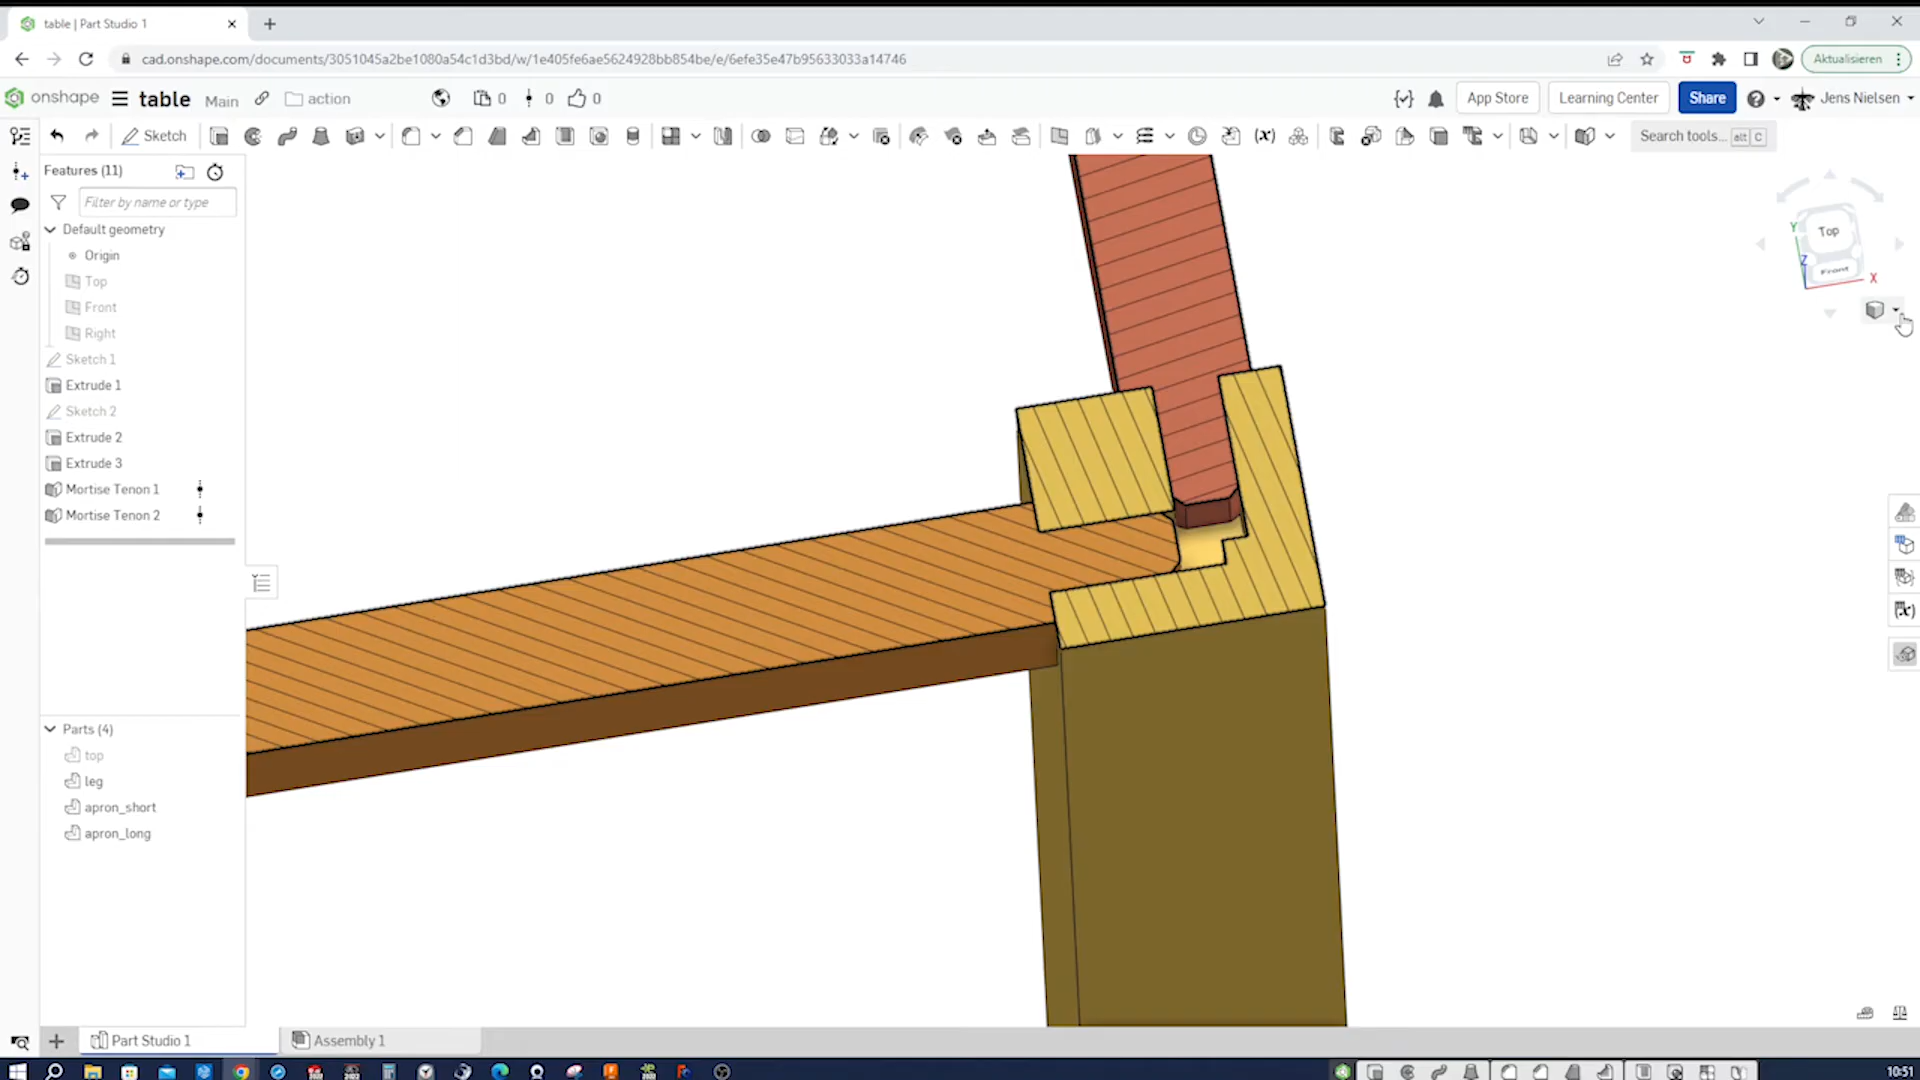 table | Part Studio 1
cad.onshape.com/documents/3051045a2be1080a54c1d3bd/w/1e405fe6ae5624928bb854be/e/6efe35e47b95633033a14746
Aktualisieren
onshape table Main action 0 0 0 App Store Learning Center Share Jens Nielsen
Sketch (x) Search tools... alt C
Features (11)
Filter by name or type
Default geometry
Origin
Top
Front
Right
Sketch 1
Extrude 1
Sketch 2
Extrude 2
Extrude 3
Mortise Tenon 1
Mortise Tenon 2
Parts (4)
top
leg
apron_short
apron_long
Y
Top
Z
Front
X
(x)
Part Studio 1
Assembly 1
10:51